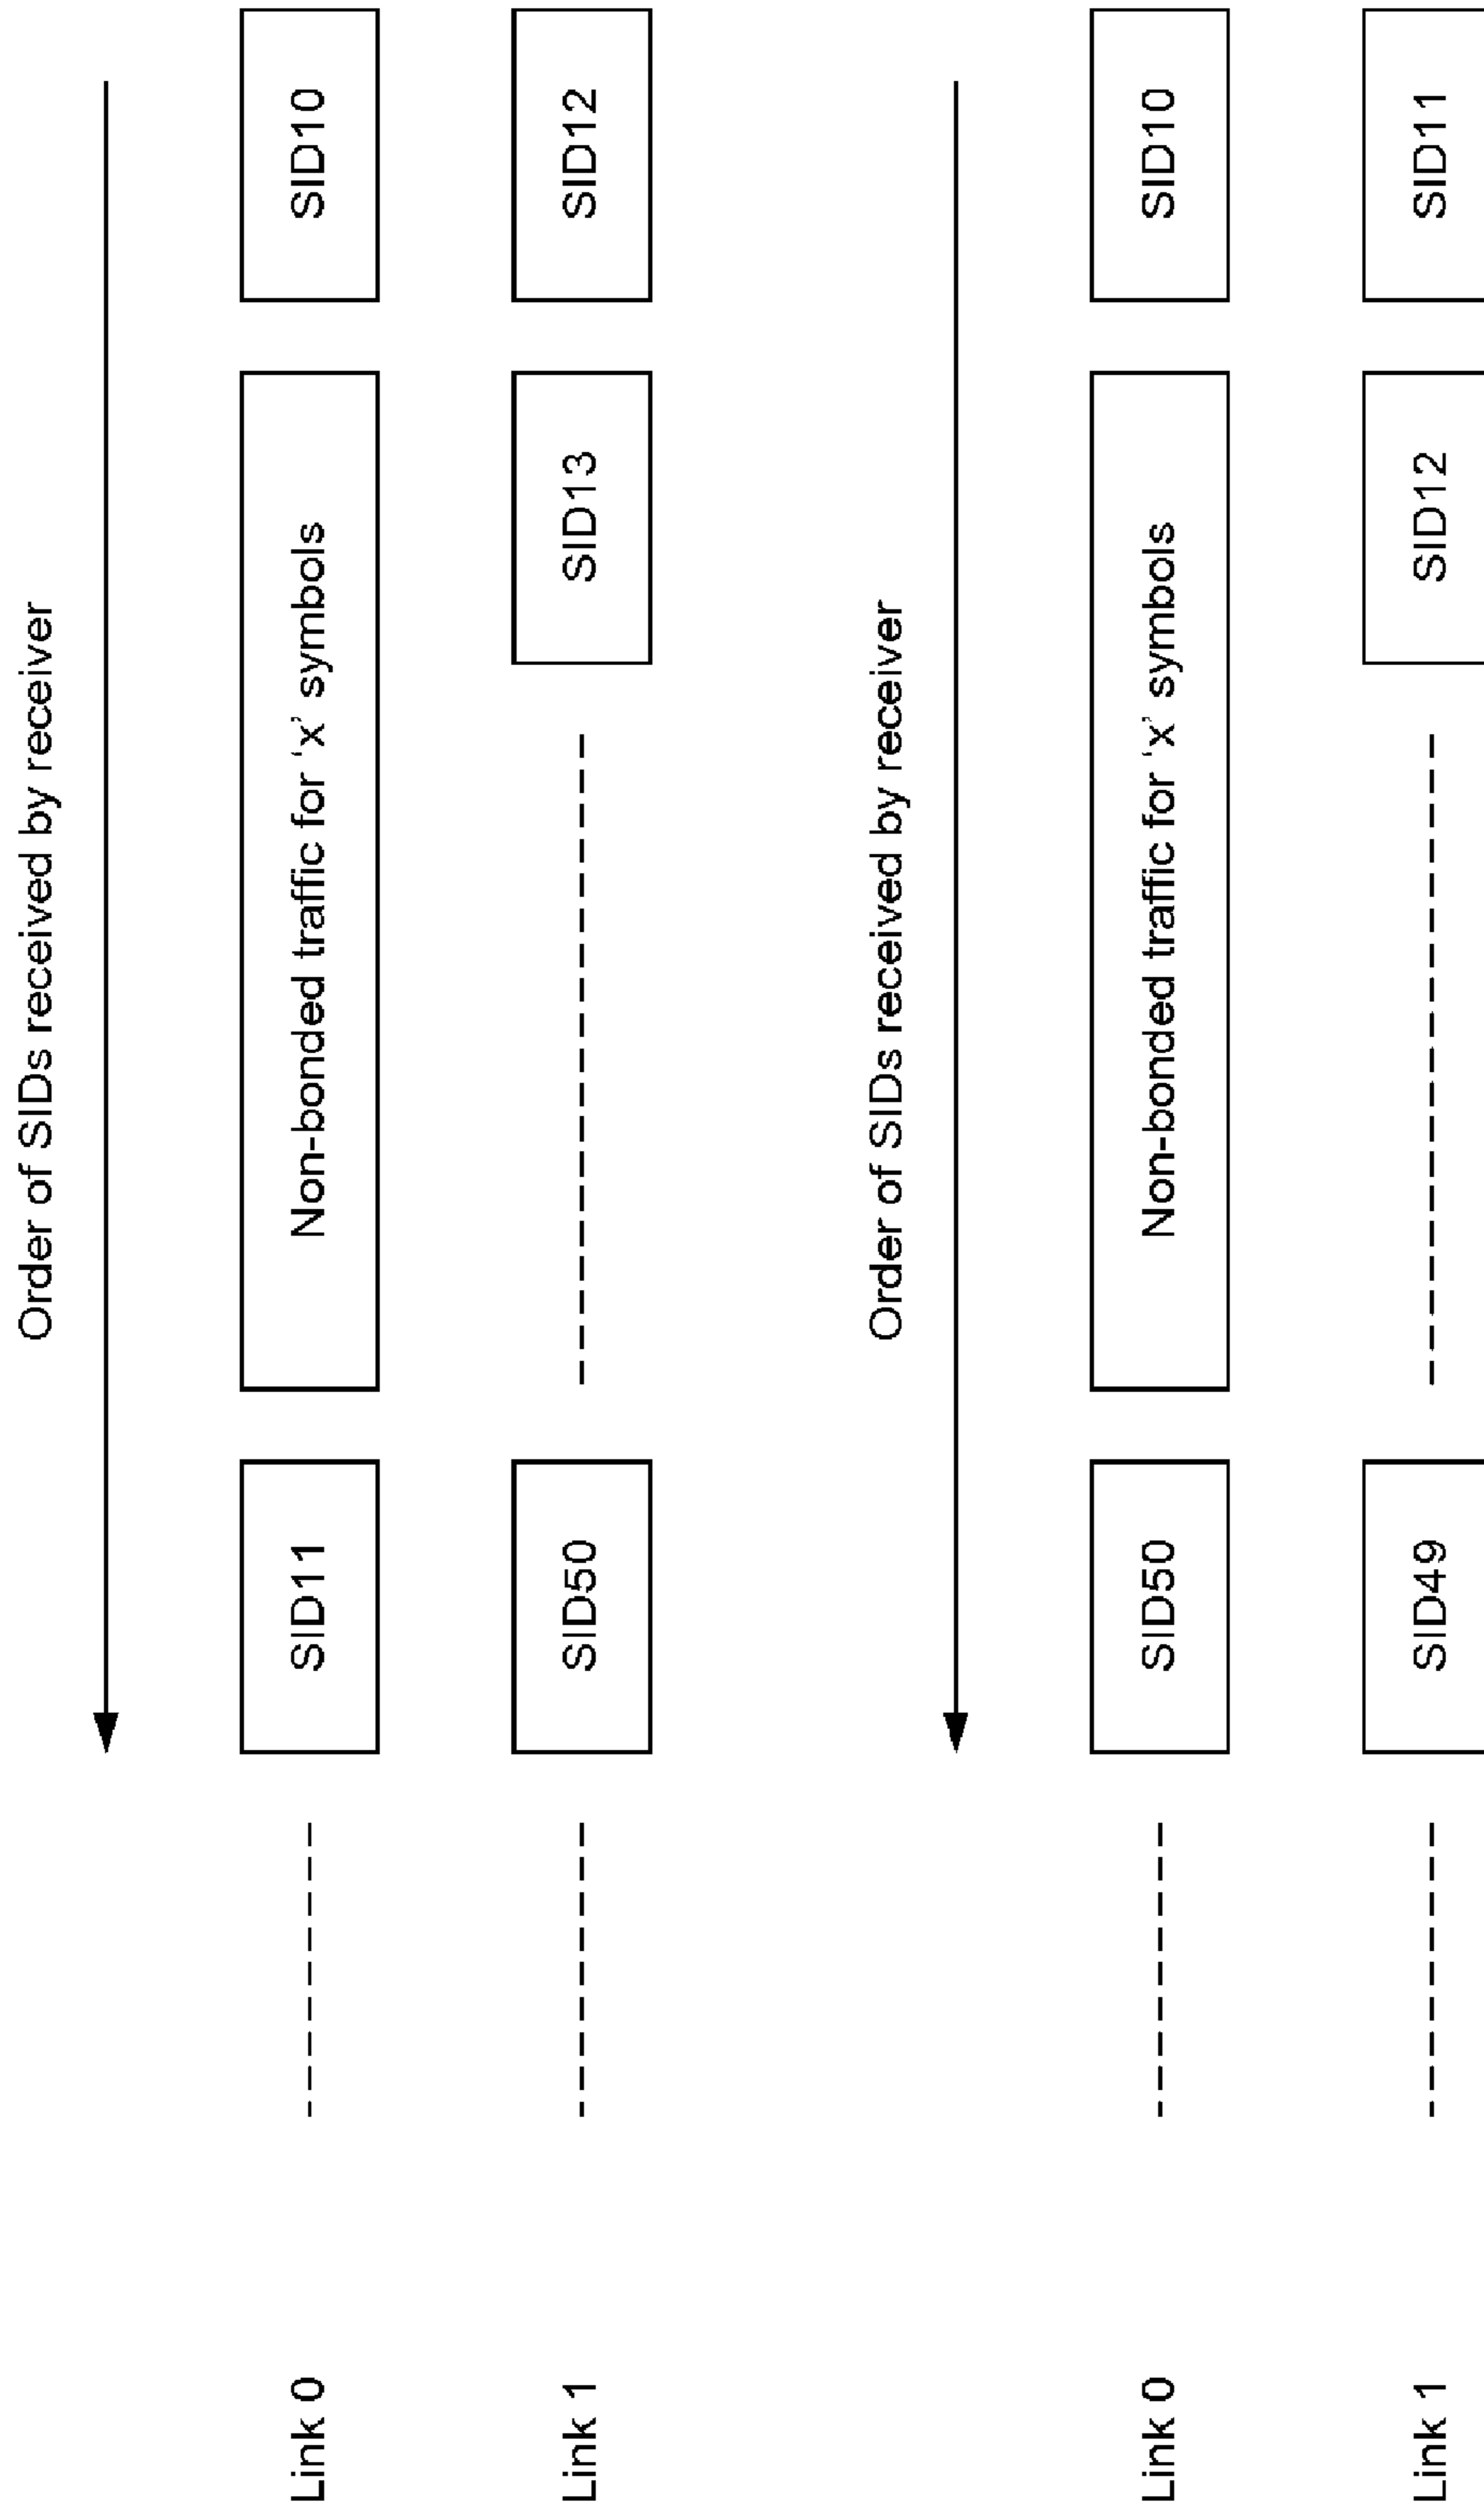 Order of SIDs received by receiver
Link 0 SID11 Non-bonded traffic for ‘x’ symbols SID10
Link 1 SID50 SID13 SID12
Order of SIDs received by receiver
Link 0 SID50 Non-bonded traffic for ‘x’ symbols SID10
Link 1 SID49 SID12 SID11